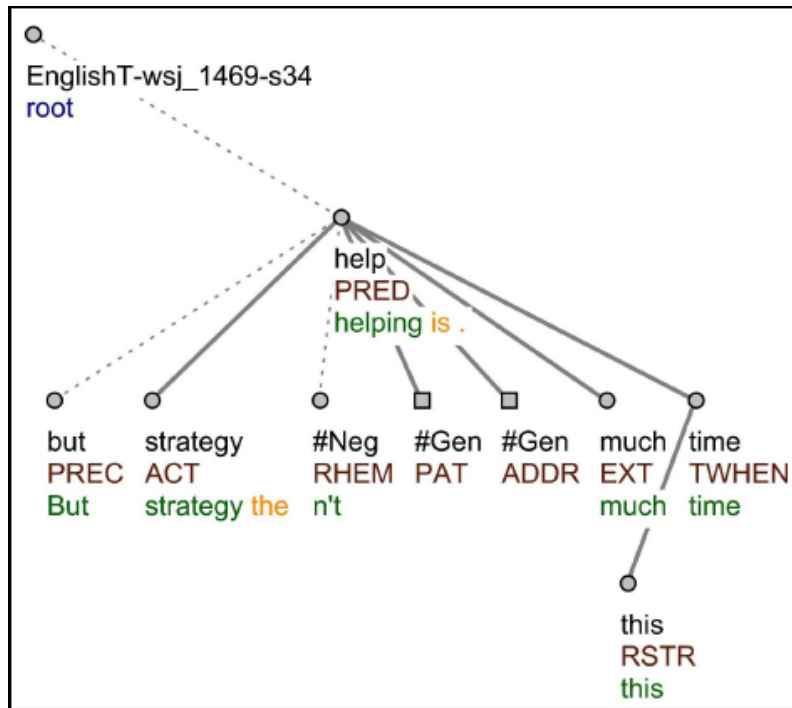 EnglishT-wsj_1469-s34
root
help
PRED
helping is .
but strategy #Neg #Gen #Gen much time
PREC ACT RHEM PAT ADDR EXT TWHEN
But strategy the n't much time
this
RSTR
this